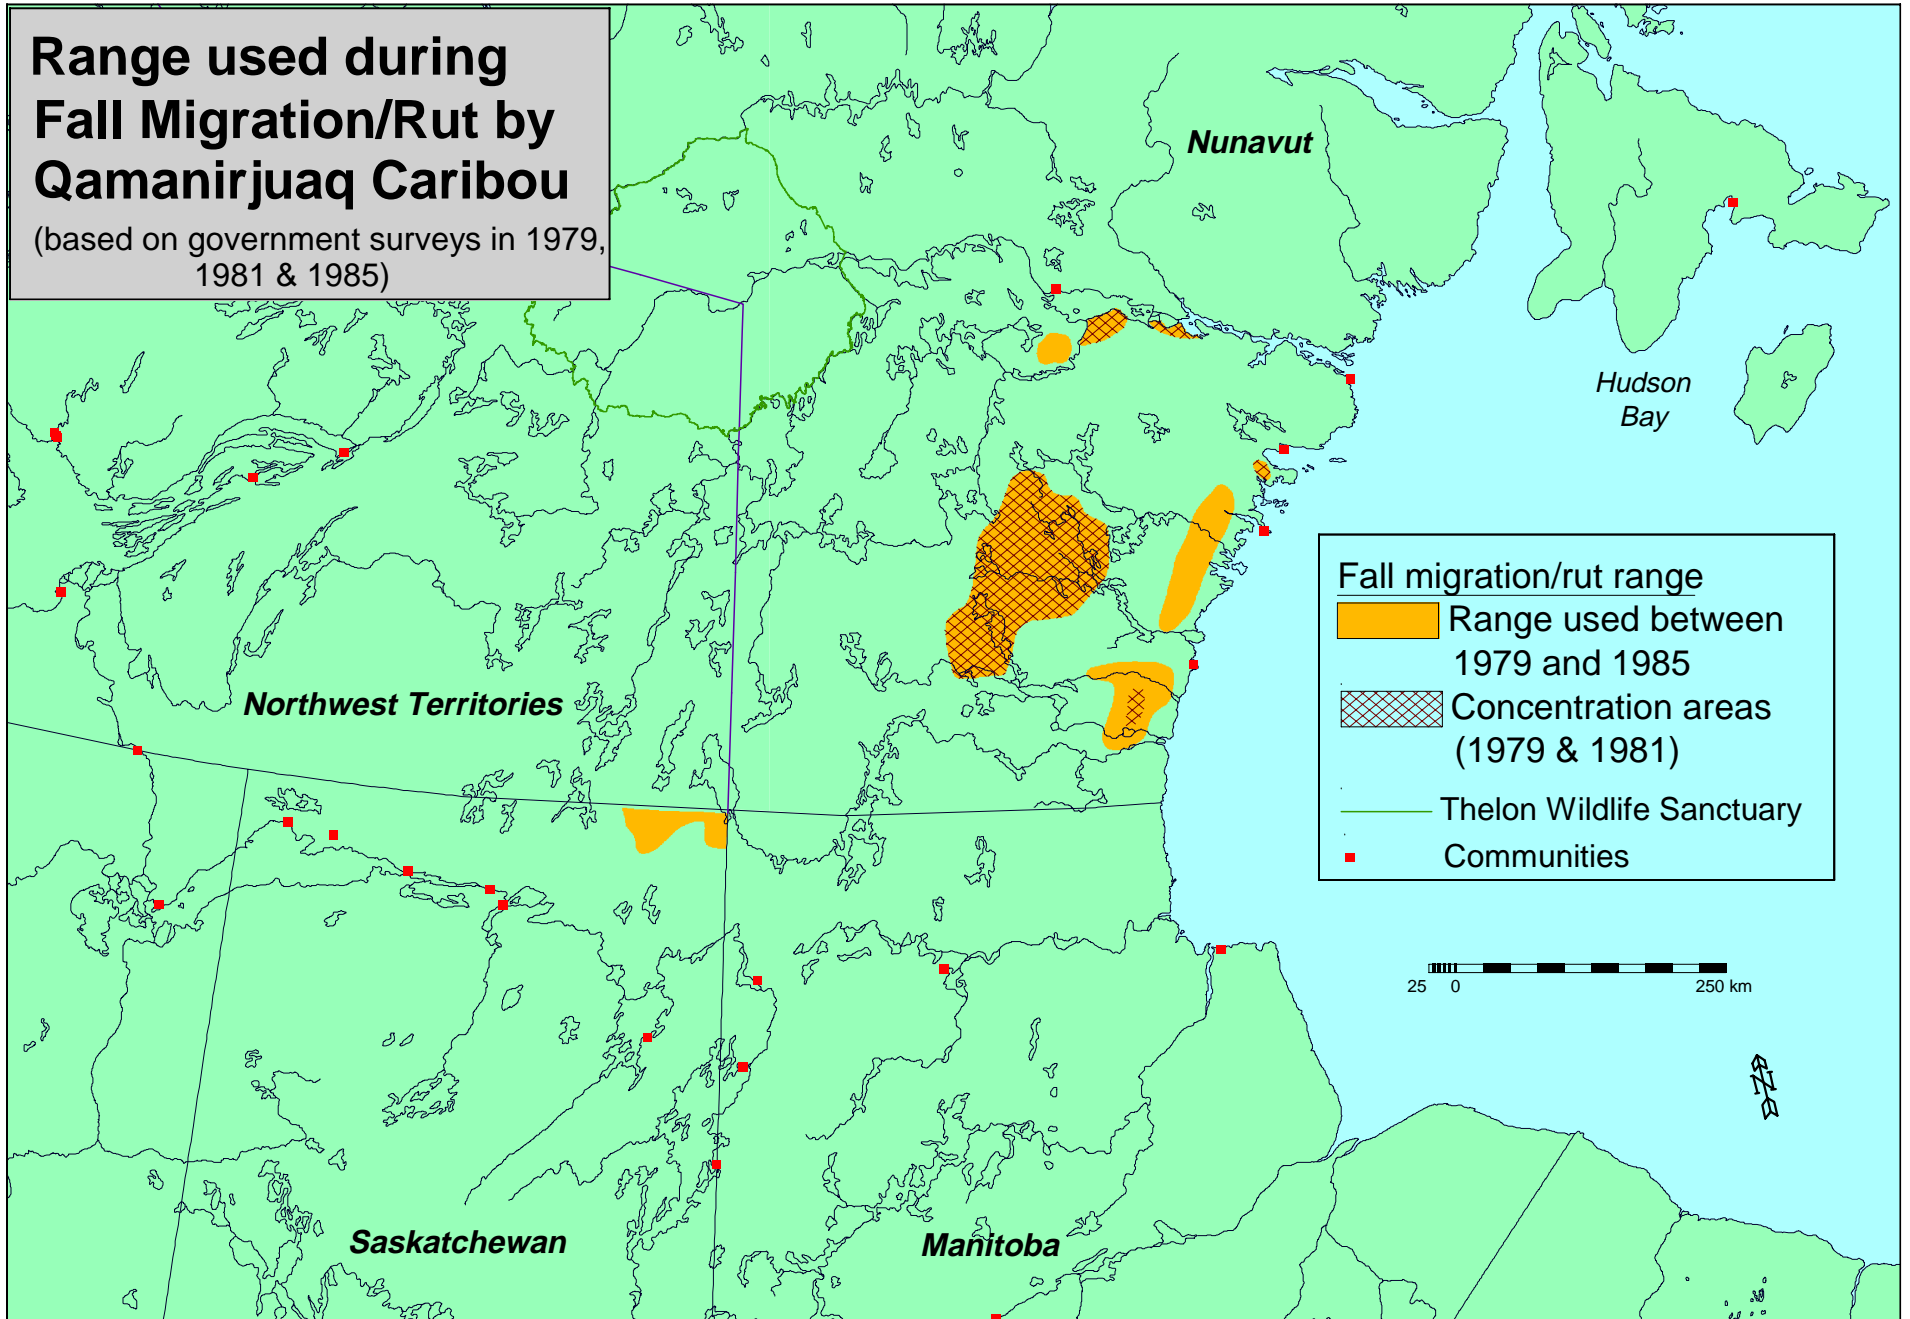 Range used during
Fall Migration/Rut by
Qamanirjuaq Caribou
(based on government surveys in 1979,
1981 & 1985)
Nunavut
Hudson
Bay
Northwest Territories
Fall migration/rut range
Range used between
1979 and 1985
Concentration areas
(1979 & 1981)
Thelon Wildlife Sanctuary
Communities
25 0 250 km
N
Saskatchewan
Manitoba